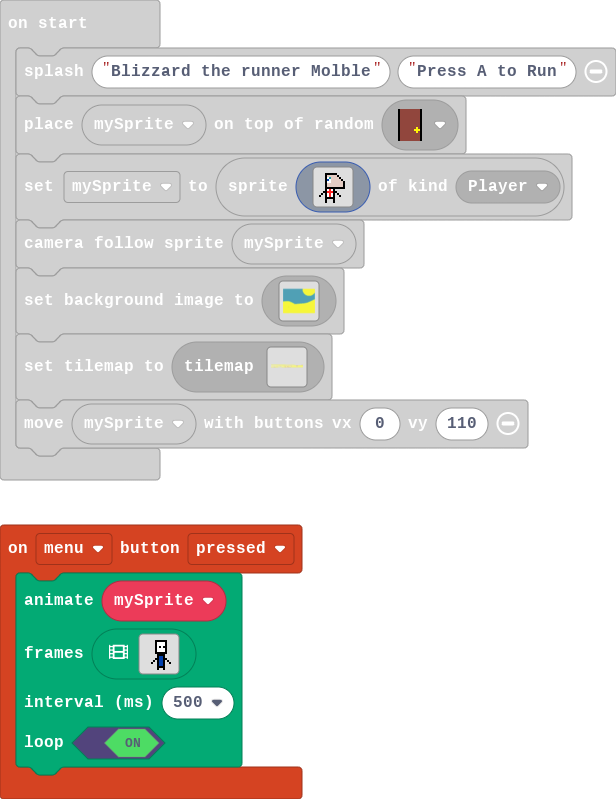 on start
splash "Blizzard the runner Molble" "Press A to Run"
place mySprite on top of random
set mySprite to sprite of kind Player
camera follow sprite mySprite
set background image to
set tilemap to tilemap
move mySprite with buttons vx 0 vy 110
on menu button pressed
animate mySprite
frames
interval (ms) 500
loop ON